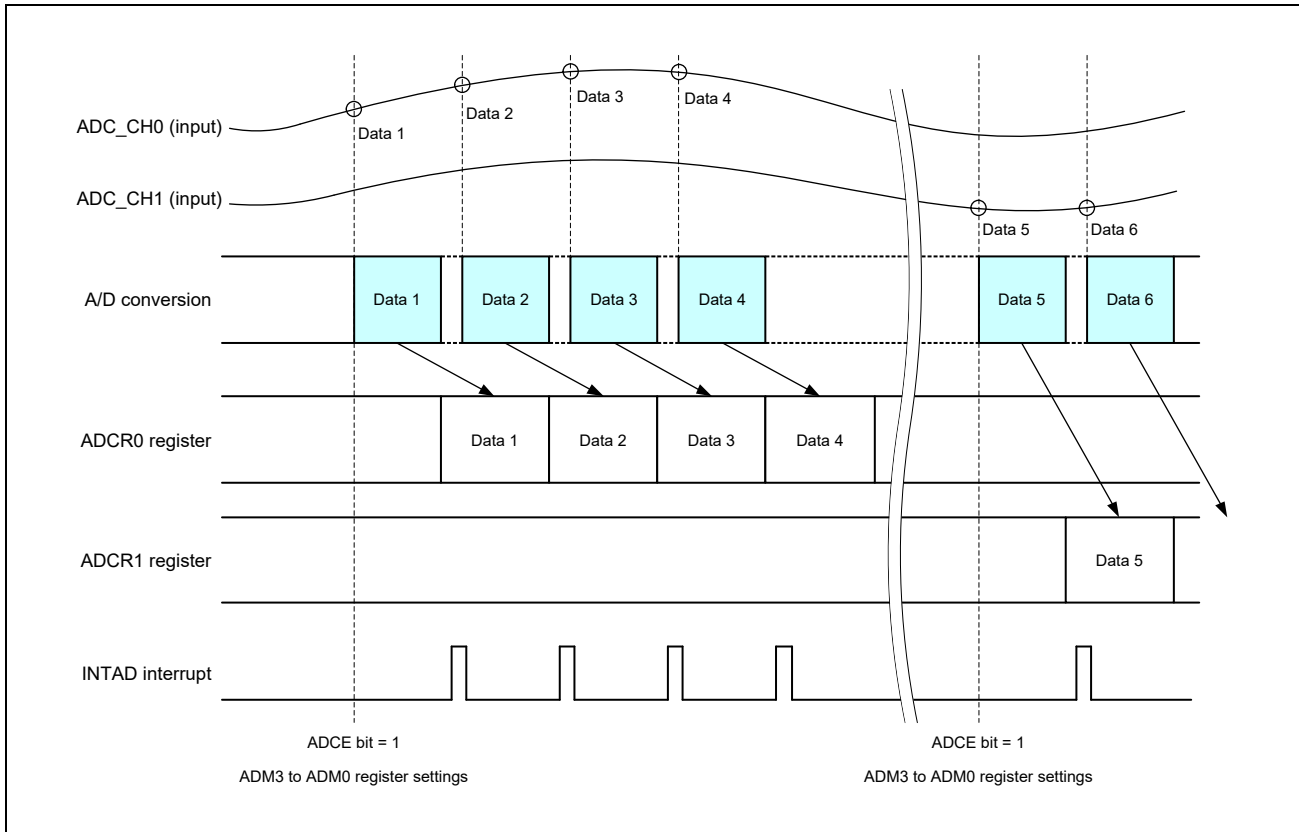 Data 1
Data 2
Data 3
Data 4
ADC_CH0 (input)
ADC_CH1 (input)
Data 5
Data 6
A/D conversion
Data 1
Data 2
Data 3
Data 4
Data 5
Data 6
ADCR0 register
Data 1
Data 2
Data 3
Data 4
ADCR1 register
Data 5
INTAD interrupt
ADCE bit = 1
ADM3 to ADM0 register settings
ADCE bit = 1
ADM3 to ADM0 register settings